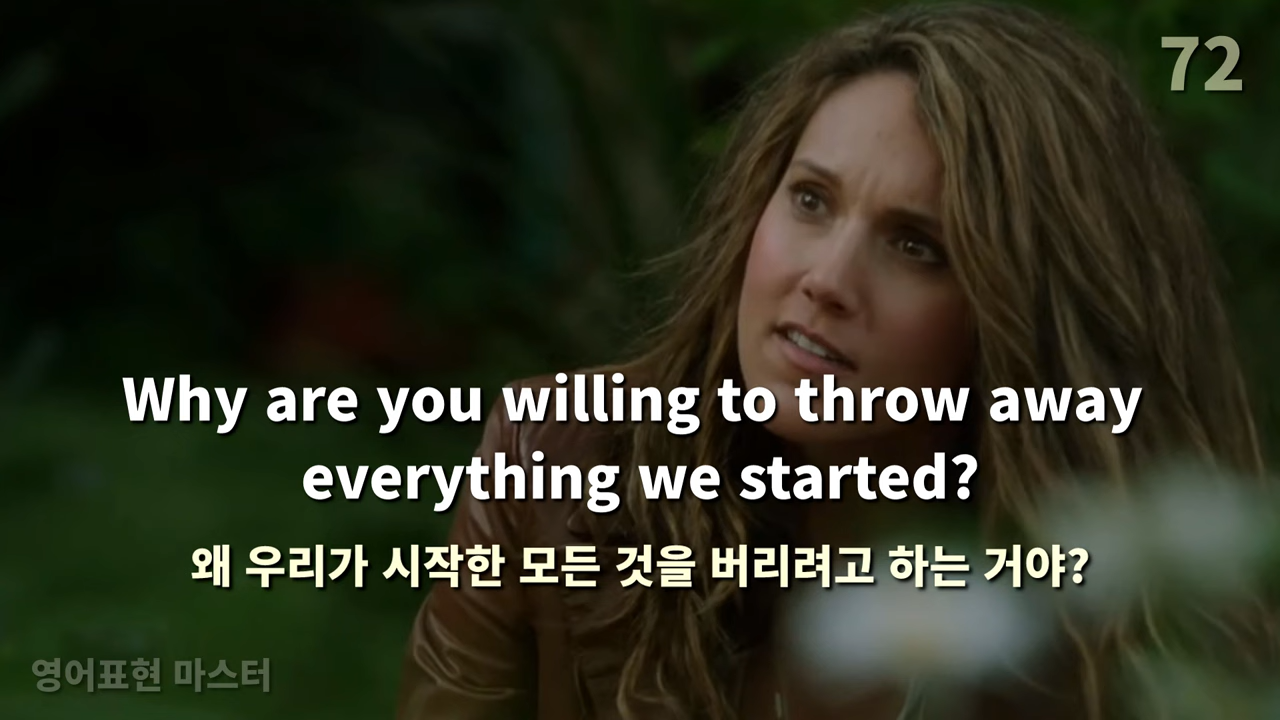 72
Why are you willing to throw away
everything we started?
왜 우리가 시작한 모든 것을 버리려고 하는 거야?
영어표현 마스터